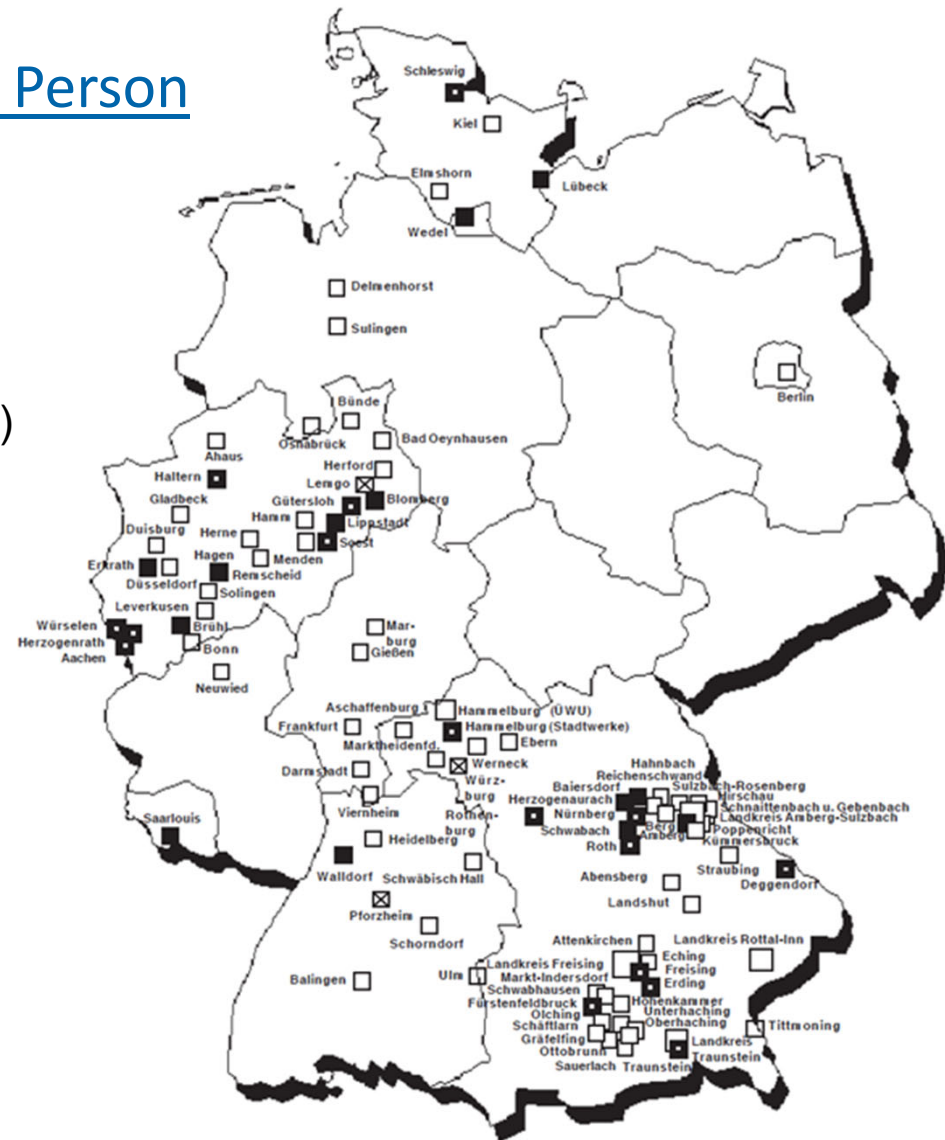 Person
Schleswig
Kiel
Elmshorn
Lübeck
Wedel
Delmenhorst
Sulingen
Berlin
)
Bünde
Osnabrück
Bad Oeynhausen
Ahaus
Herford
Haltern
Lemgo
Gladbeck
Gütersloh
Blomberg
Hamm
Lippstadt
Duisburg
Herne
Soest
Erkrath
Hagen
Menden
Düsseldorf
Remscheid
Solingen
Leverkusen
Würselen
Brühl
Herzogenrath
Bonn
Aachen
Neuwied
Mar-
burg
Gießen
Aschaffenburg
Hammelburg (ÜWU)
Frankfurt
Hammelburg (Stadtwerke)
Marktheidenfd.
Ebern
Werneck
Darmstadt
Würz-
burg
Viernheim
Rothen-
burg
Hahnbach
Reichenschwand
Baiersdorf
Sulzbach-Rosenberg
Herzogenaurach
Hirschau
Nürnberg
Schnaittenbach u. Gebenbach
Schwabach
Berg
Landkreis Amberg-Sulzbach
Amberg
Poppenricht
Roth
Kümmersbruck
Saarlouis
Heidelberg
Walldorf
Schwäbisch Hall
Straubing
Deggendorf
Abensberg
Landshut
Pforzheim
Schorndorf
Balingen
Ulm
Attenkirchen
Landkreis Rottal-Inn
Landkreis Freising
Eching
Markt-Indersdorf
Freising
Schwabhausen
Erding
Fürstenfeldbruck
Hohenkammer
Olching
Unterhaching
Schäftlarn
Oberhaching
Tittmoning
Gräfelfing
Landkreis
Traunstein
Ottobrunn
Sauerlach
Traunstein